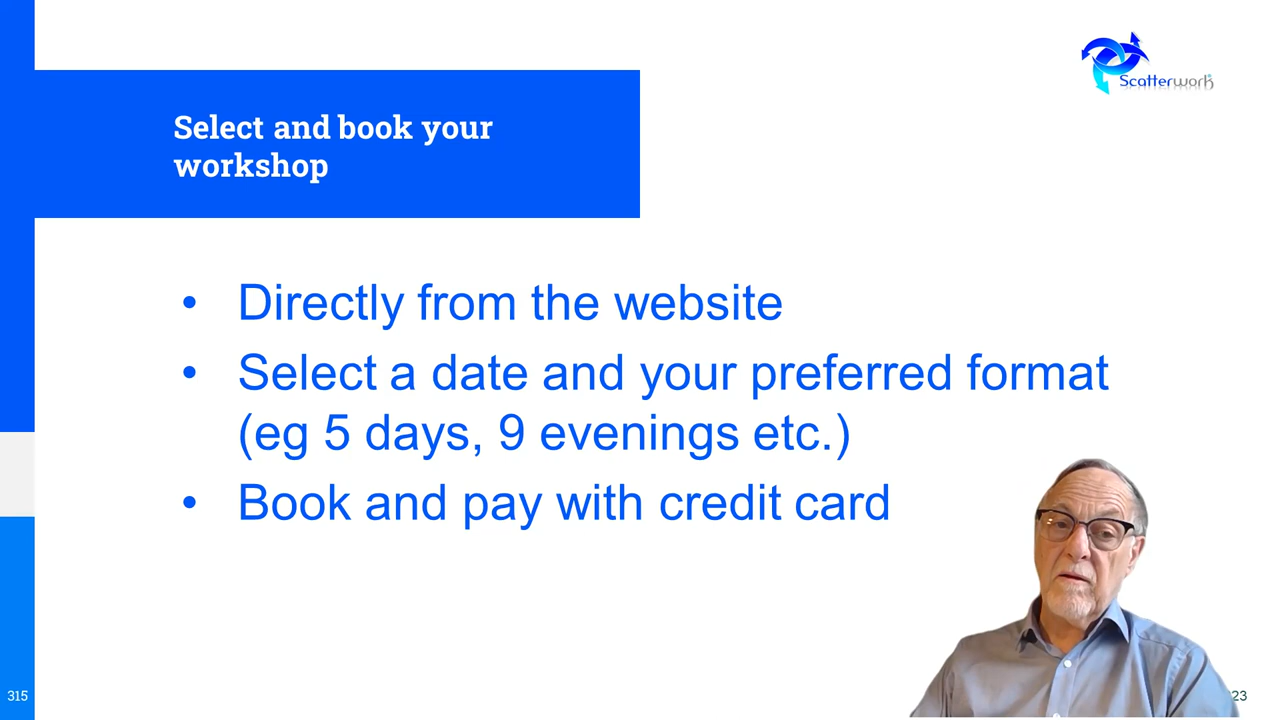 Scatterwork
Select and book your
workshop
• Directly from the website
• Select a date and your preferred format
(eg 5 days, 9 evenings etc.)
• Book and pay with credit card
315
23